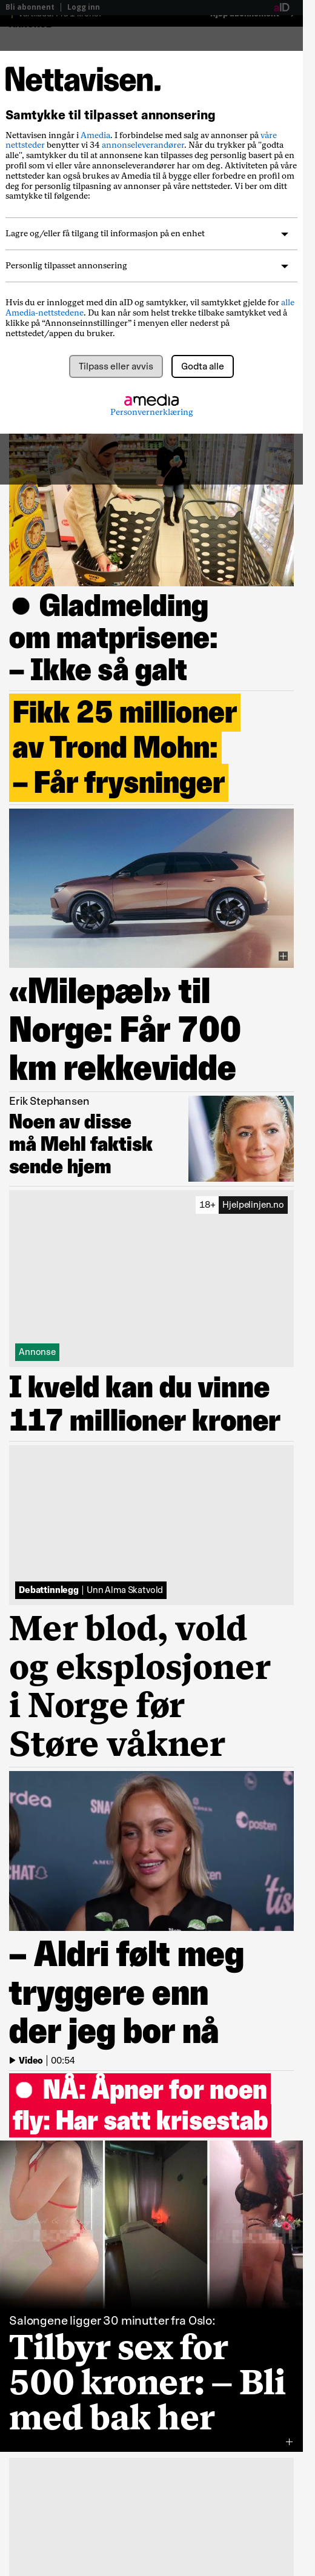 Bli abonnent | Logg inn
aID
Nettavisen.
Samtykke til tilpasset annonsering
Nettavisen inngår i Amedia. I forbindelse med salg av annonser på våre
nettsteder benytter vi 34 annonseleverandører. Når du trykker på "godta
alle", samtykker du til at annonsene kan tilpasses deg personlig basert på en
profil som vi eller våre annonseleverandører har om deg. Aktiviteten på våre
nettsteder kan også brukes av Amedia til å bygge eller forbedre en profil om
deg for personlig tilpasning av annonser på våre nettsteder. Vi ber om ditt
samtykke til følgende:
Lagre og/eller få tilgang til informasjon på en enhet
Personlig tilpasset annonsering
Hvis du er innlogget med din aID og samtykker, vil samtykket gjelde for alle
Amedia-nettstedene. Du kan når som helst trekke tilbake samtykket ved å
klikke på “Annonseinnstillinger” i menyen eller nederst på
nettstedet/appen du bruker.
Tilpass eller avvis
Godta alle
amedia
Personvernerklæring
● Gladmelding
om matprisene:
– Ikke så galt
Fikk 25 millioner
av Trond Mohn:
– Får frysninger
«Milepæl» til
Norge: Får 700
km rekkevidde
Erik Stephansen
Noen av disse
må Mehl faktisk
sende hjem
18+ Hjelpelinjen.no
Annonse
I kveld kan du vinne
117 millioner kroner
Debattinnlegg | Unn Alma Skatvold
Mer blod, vold
og eksplosjoner
i Norge før
Støre våkner
posten
– Aldri følt meg
tryggere enn
der jeg bor nå
Video | 00:54
● NÅ: Åpner for noen
fly: Har satt krisestab
Salongene ligger 30 minutter fra Oslo:
Tilbyr sex for
500 kroner: – Bli
med bak her